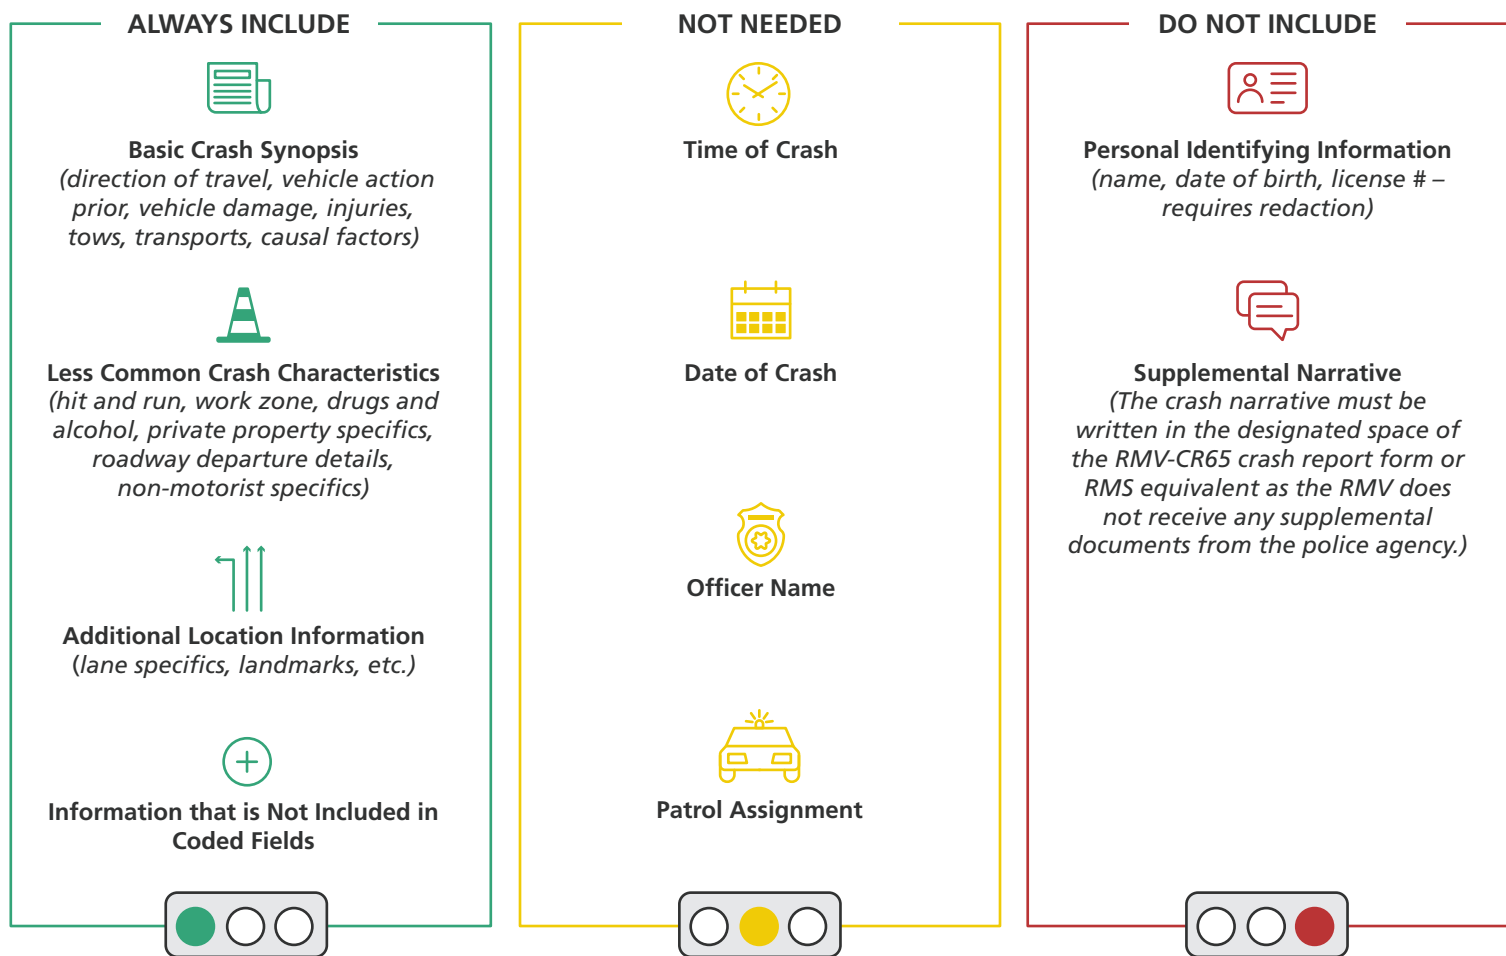 ALWAYS INCLUDE
Basic Crash Synopsis
(direction of travel, vehicle action
prior, vehicle damage, injuries,
tows, transports, causal factors)
Less Common Crash Characteristics
(hit and run, work zone, drugs and
alcohol, private property specifics,
roadway departure details,
non-motorist specifics)
Additional Location Information
(lane specifics, landmarks, etc.)
Information that is Not Included in
Coded Fields
NOT NEEDED
Time of Crash
Date of Crash
Officer Name
Patrol Assignment
DO NOT INCLUDE
Personal Identifying Information
(name, date of birth, license # –
requires redaction)
Supplemental Narrative
(The crash narrative must be
written in the designated space of
the RMV-CR65 crash report form or
RMS equivalent as the RMV does
not receive any supplemental
documents from the police agency.)